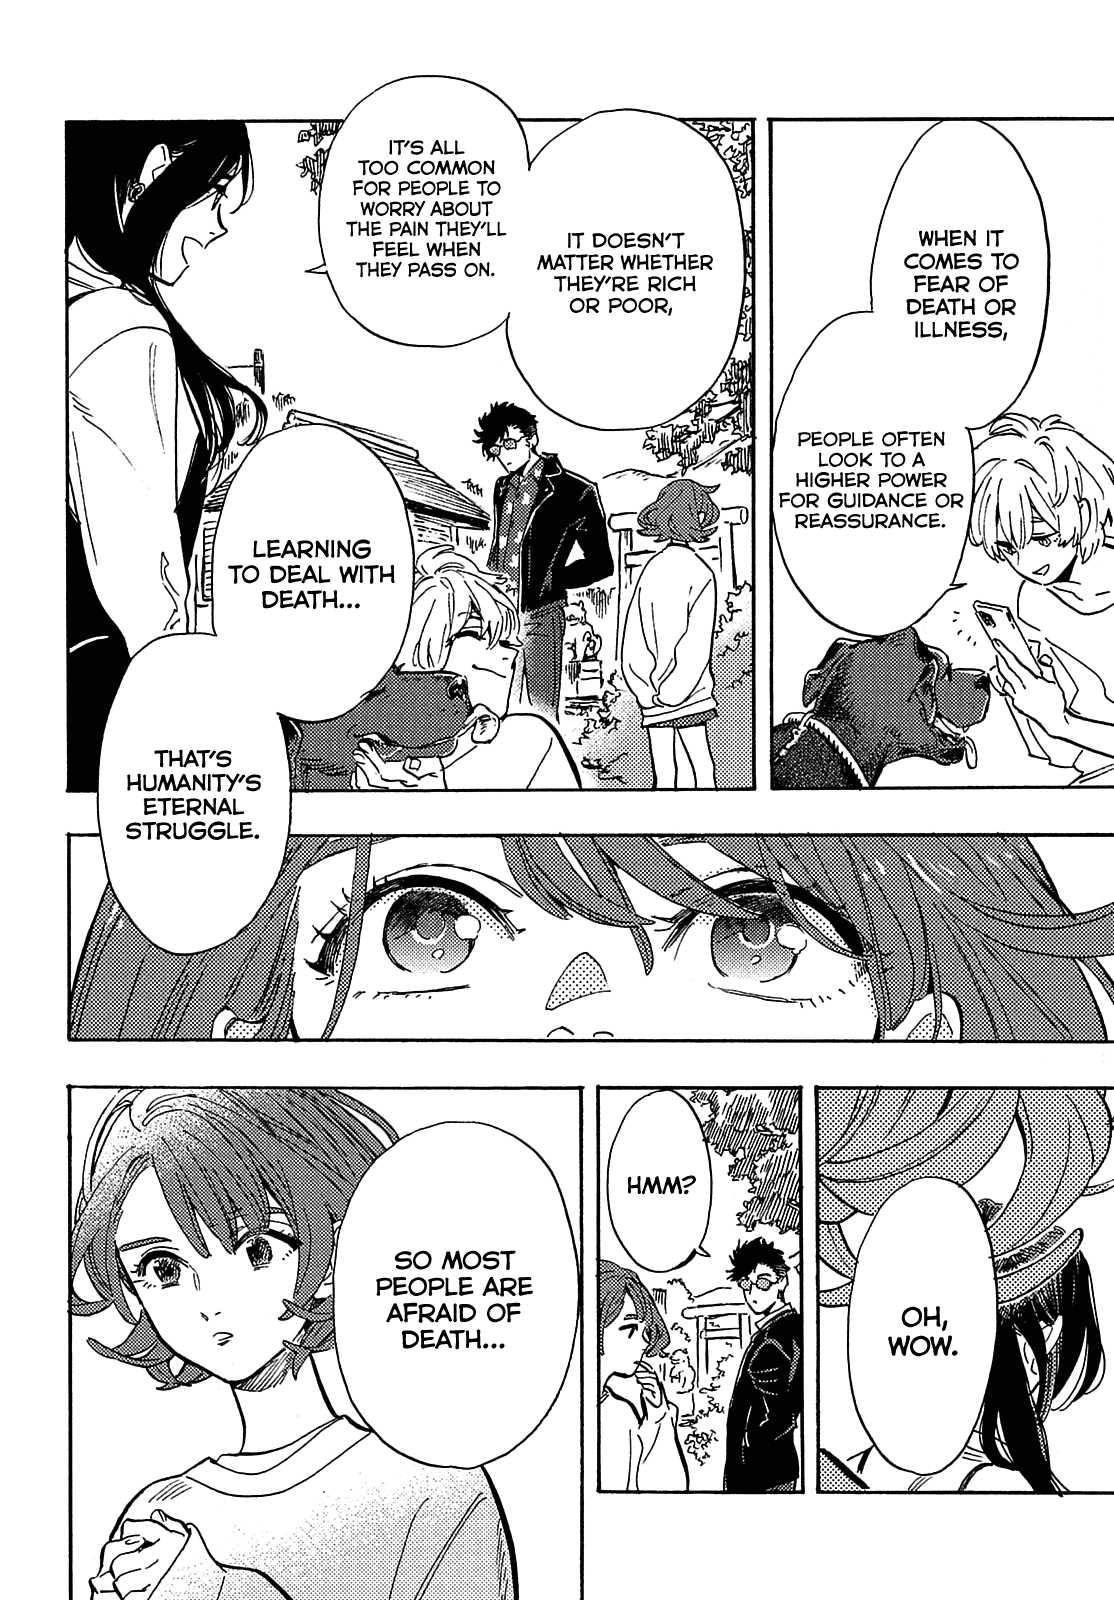 WHEN IT
COMES TO
FEAR OF
DEATH OR
ILLNESS,
PEOPLE OFTEN
LOOK TO A
HIGHER POWER
FOR GUIDANCE OR
REASSURANCE.
IT DOESN'T
MATTER WHETHER
THEY'RE RICH
OR POOR,
IT'S ALL
TOO COMMON
FOR PEOPLE TO
WORRY ABOUT
THE PAIN THEY'LL
FEEL WHEN
THEY PASS ON.
LEARNING
TO DEAL WITH
DEATH...
THAT'S
HUMANITY'S
ETERNAL
STRUGGLE.
OH,
WOW.
HMM?
SO MOST
PEOPLE ARE
AFRAID OF
DEATH...